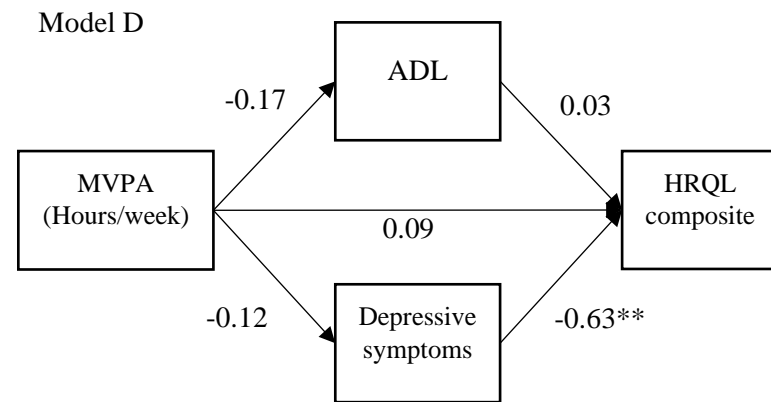 Model D
ADL
-0.17
0.03
MVPA
(Hours/week)
HRQL
composite
0.09
-0.12
Depressive
symptoms
-0.63**